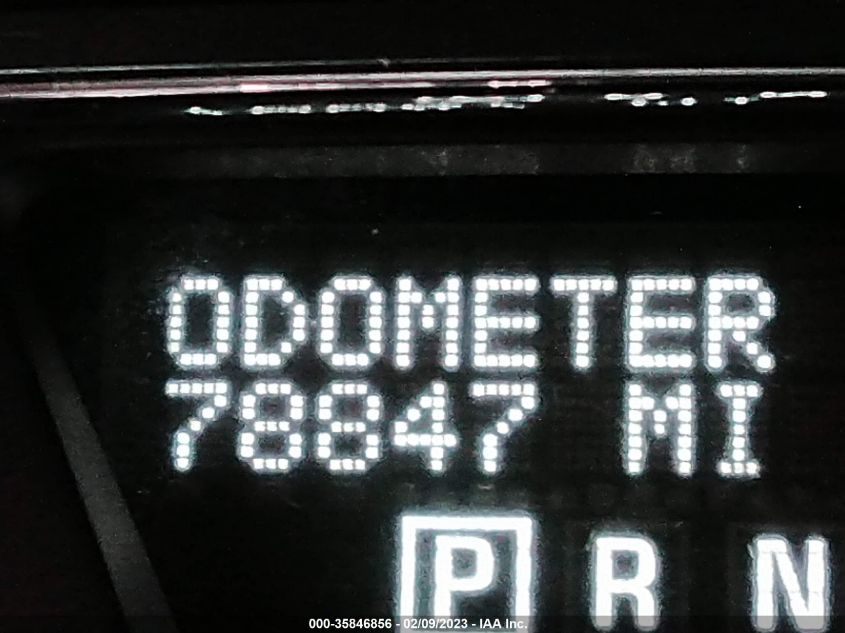 ODOMETER
78847 MI
P R N
000-35846856 - 02/09/2023 - IAA Inc.